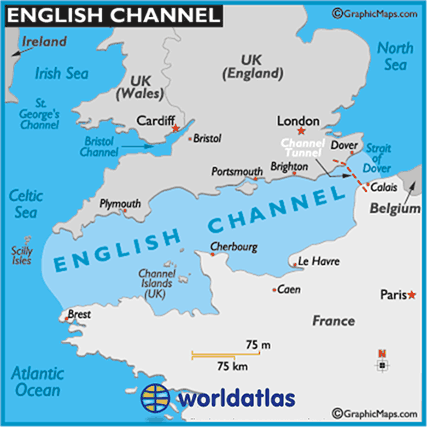 ENGLISH CHANNEL
©GraphicMaps.com
Ireland
Irish Sea
UK
(Wales)
UK
(England)
North
Sea
St.
George's
Channel
Cardiff
Bristol
Bristol
Channel
London
Channel
Tunnel
Dover
Strait
of
Dover
Portsmouth
Brighton
Calais
Belgium
Celtic
Sea
Plymouth
ENGLISH CHANNEL
Scilly
Isles
Cherbourg
Channel
Islands
(UK)
Le Havre
Caen
Paris
Brest
France
75 m
75 km
N
Atlantic
Ocean
worldatlas
©GraphicMaps.com
©GraphicMaps.com